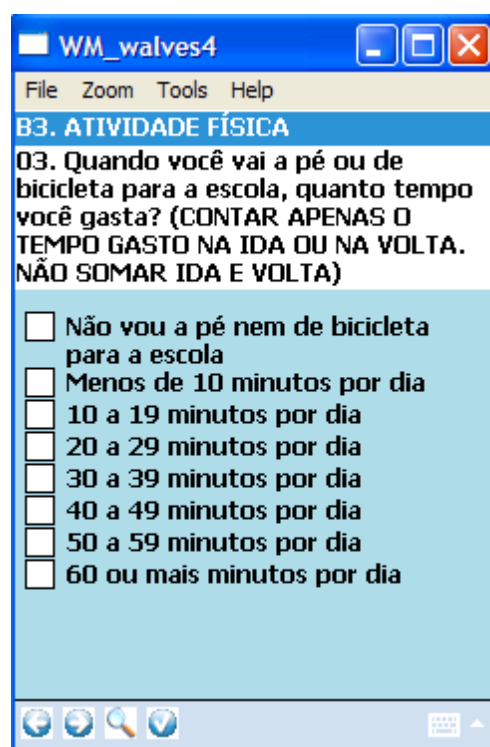 WM_walves4
File Zoom Tools Help
B3. ATIVIDADE FÍSICA
03. Quando você vai a pé ou de
bicicleta para a escola, quanto tempo
você gasta? (CONTAR APENAS O
TEMPO GASTO NA IDA OU NA VOLTA.
NÃO SOMAR IDA E VOLTA)
Não vou a pé nem de bicicleta
para a escola
Menos de 10 minutos por dia
10 a 19 minutos por dia
20 a 29 minutos por dia
30 a 39 minutos por dia
40 a 49 minutos por dia
50 a 59 minutos por dia
60 ou mais minutos por dia